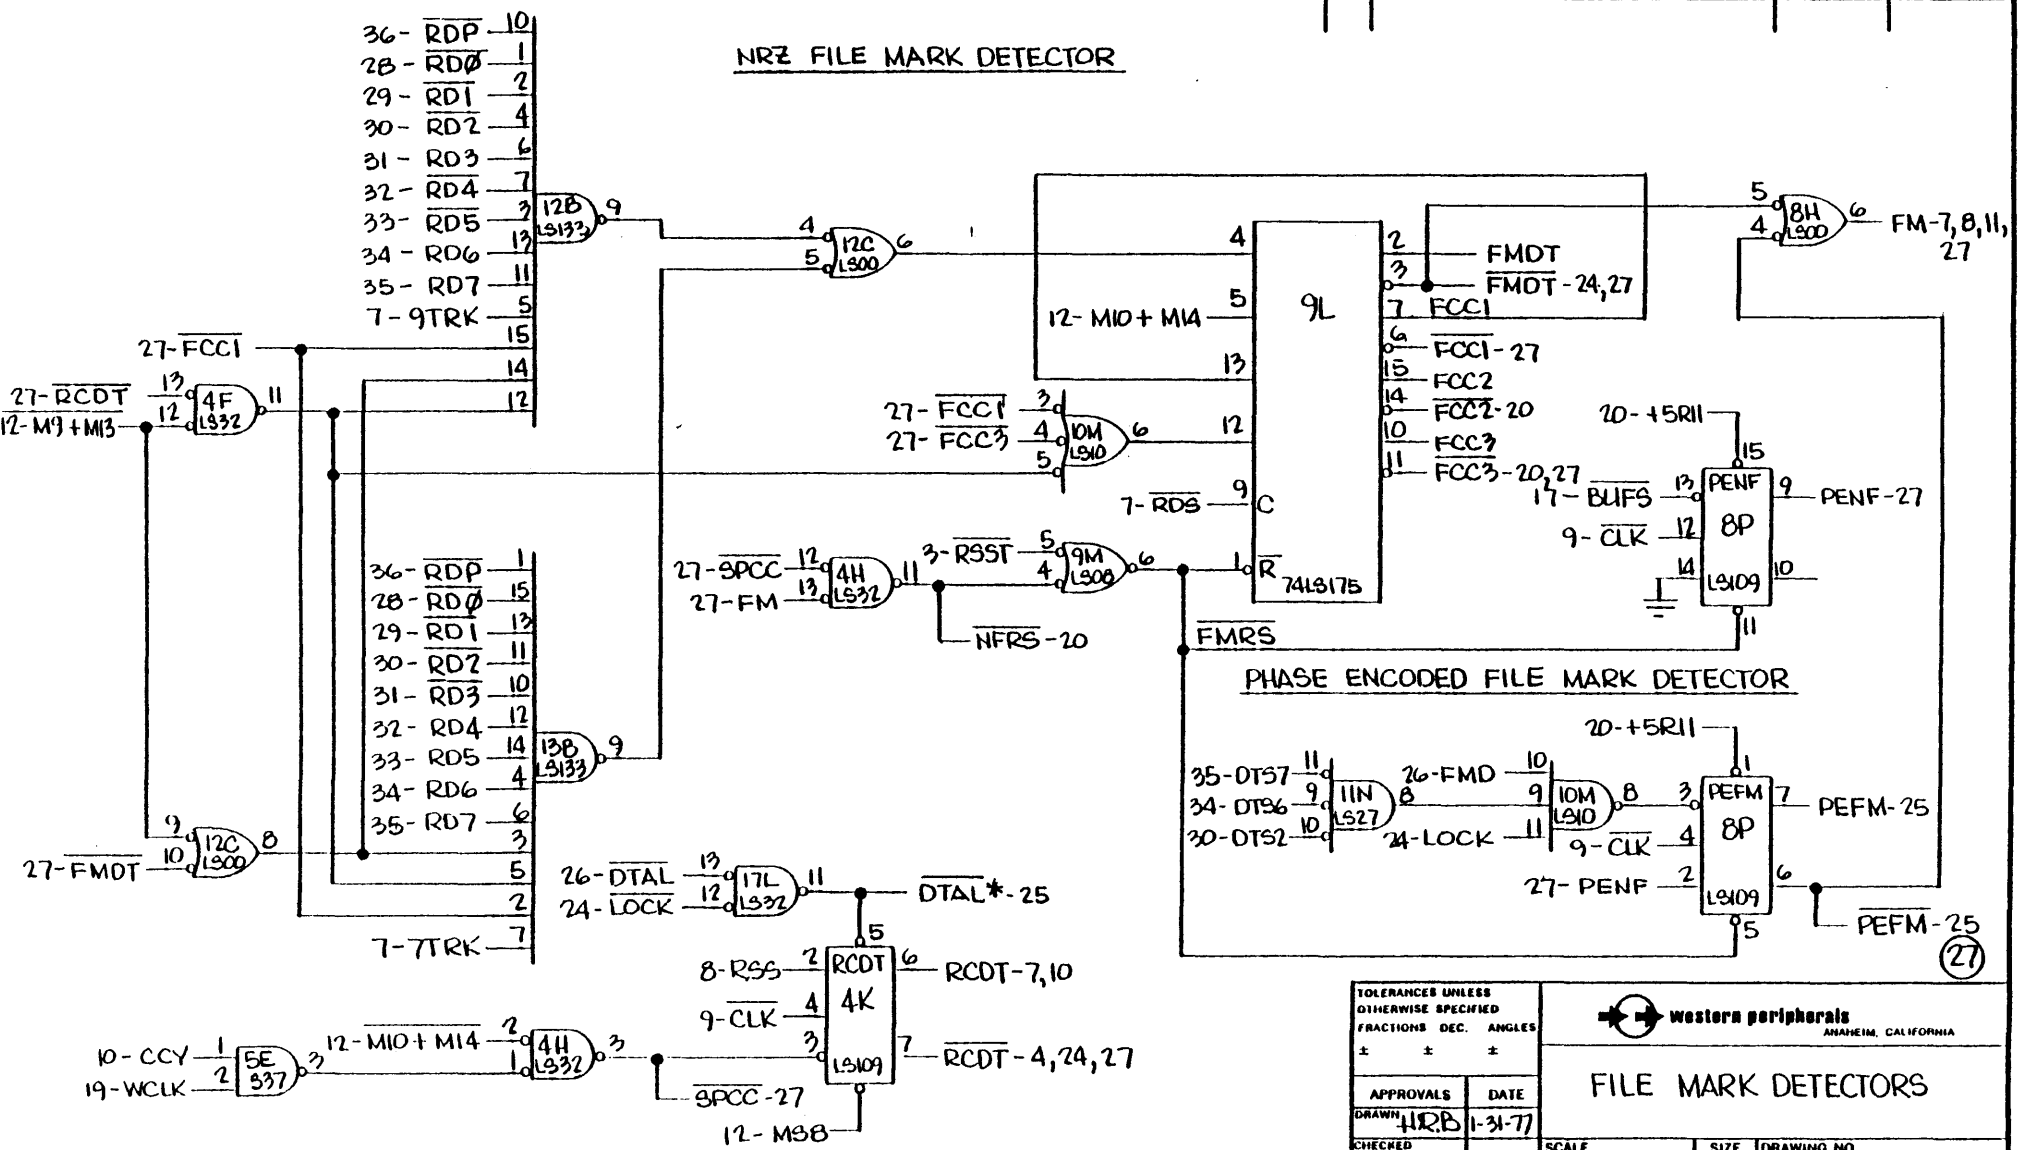 NRZ FILE MARK DETECTOR
36- RDP 10
28- RDØ 1
29- RD1 2
30- RD2 4
31- RD3 6
32- RD4 7
33- RD5 3
34- RD6 13
35- RD7 11
7- 9TRK 5
27-FCC1 15
14
12
12B
LS133
9
27-RCDT 13
12-M9+M13 12
4F
LS32
11
4
5
12C
LS00
6
4
12- M10+M14 5
13
27-FCC1 3
27-FCC3 4
5
10M
LS10
6
12
7-RDS 9 C
27-SPCC 12
27-FM 13
4H
LS32
11
NFRS-20
3-RSST 5
4
9M
LS08
6
1 R
9L
74LS175
FMRS
2 FMDT
3 FMDT-24,27
7 FCC1
6 FCC1-27
15 FCC2
14 FCC2-20
10 FCC3
11 FCC3-20,27
5
4
8H
LS00
6
FM-7,8,11,
27
20-+5R11
15
17-BUFS 13
9-CLK 12
14
PENF
8P
LS109
9 PENF-27
10
11
36-RDP 1
28-RDØ 15
29-RD1 13
30-RD2 11
31-RD3 10
32-RD4 12
33-RD5 14
34-RD6 4
35-RD7 6
3
5
2
7-7TRK 7
13B
LS133
9
9
27-FMDT 10
12C
LS00
8
PHASE ENCODED FILE MARK DETECTOR
20-+5R11
1
35-DTS7 11
34-DTS6 9
30-DTS2 10
11N
LS27
8
26-FMD 10
9
24-LOCK 11
10M
LS10
8
3
9-CLK 4
27-PENF 2
PEFM
8P
LS109
7 PEFM-25
6
PEFM-25
5
27
26-DTAL 13
24-LOCK 12
17L
LS32
11
DTAL*-25
5
8-RSS 2
9-CLK 4
3
RCDT
4K
LS109
6 RCDT-7,10
7 RCDT-4,24,27
10-CCY 1
19-WCLK 2
5E
S37
3
12-M10+M14 2
1
4H
LS32
3
SPCC-27
12-MSB
TOLERANCES UNLESS
OTHERWISE SPECIFIED
FRACTIONS DEC. ANGLES
± ± ±
APPROVALS DATE
DRAWN HRB 1-31-77
CHECKED
western peripherals
ANAHEIM, CALIFORNIA
FILE MARK DETECTORS
SCALE SIZE DRAWING NO.